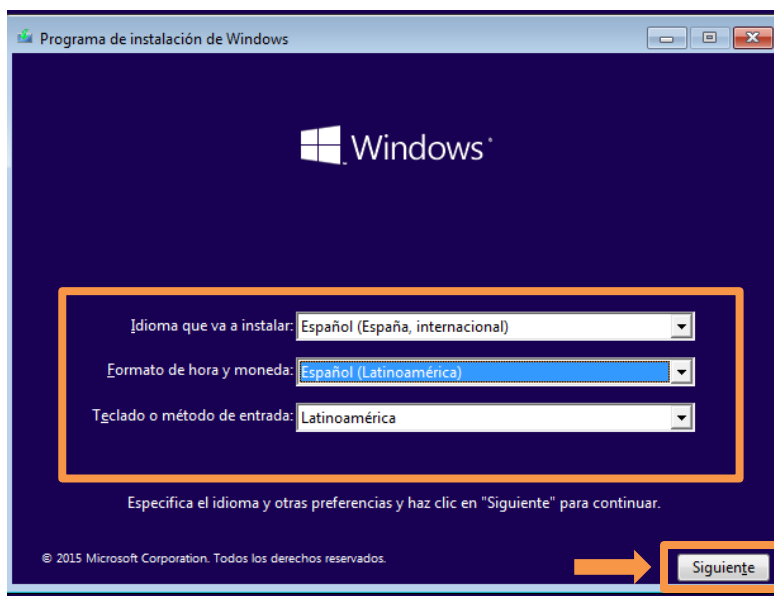 Programa de instalación de Windows
Windows
Idioma que va a instalar: Español (España, internacional)
Formato de hora y moneda: Español (Latinoamérica)
Teclado o método de entrada: Latinoamérica
Especifica el idioma y otras preferencias y haz clic en "Siguiente" para continuar.
© 2015 Microsoft Corporation. Todos los derechos reservados.
Siguiente